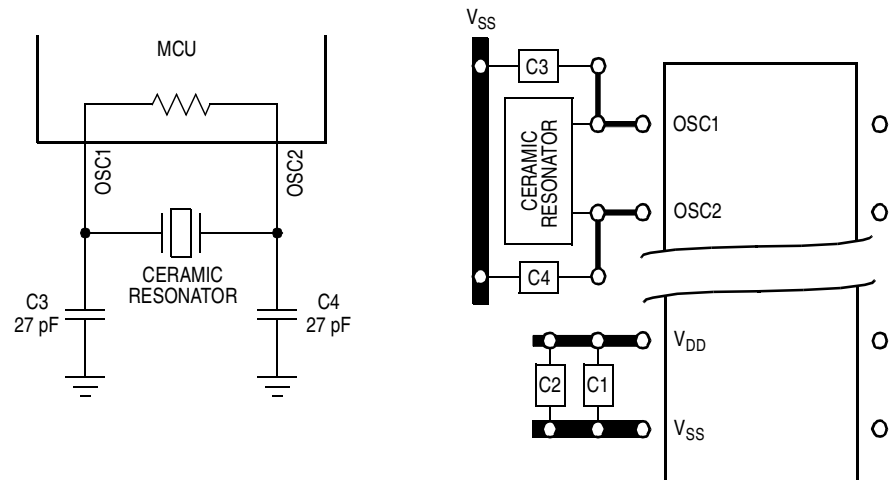 MCU
OSC1
OSC2
CERAMIC
RESONATOR
C3
27 pF
C4
27 pF
VSS
C3
CERAMIC
RESONATOR
C4
OSC1
OSC2
C2
C1
VDD
VSS